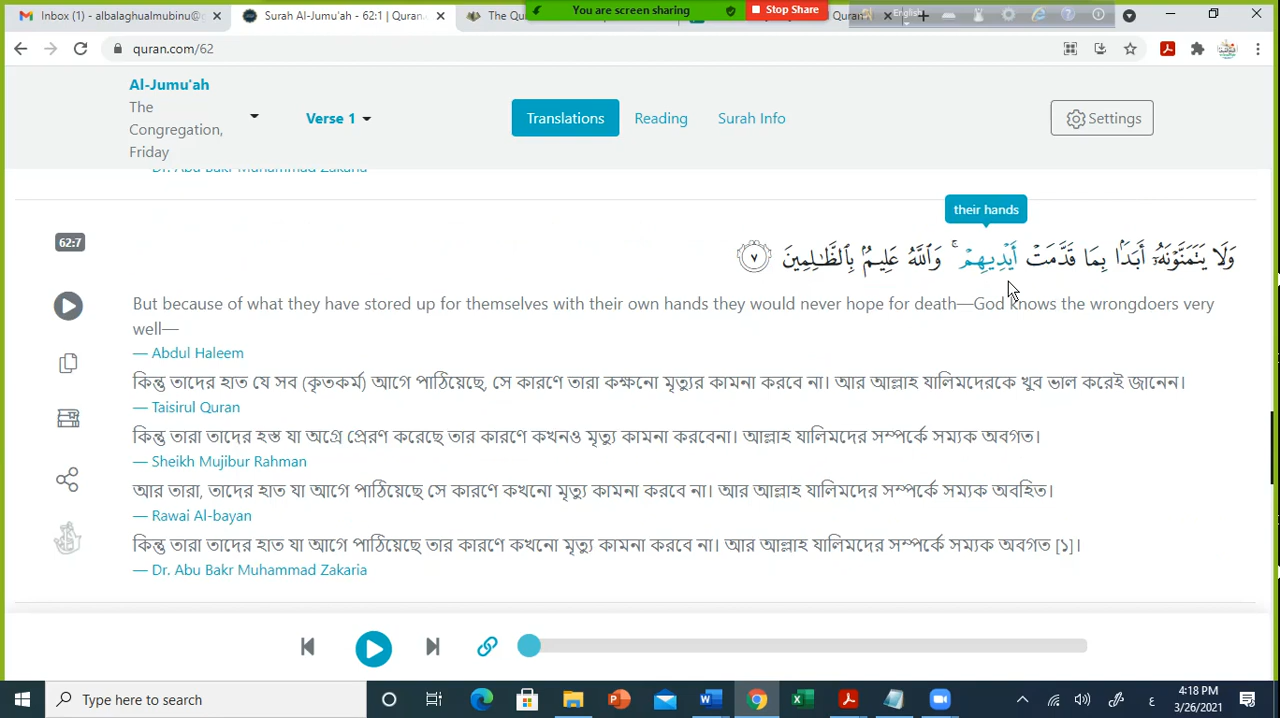 Inbox (1) - albalaghualmubinu@g
Surah Al-Jumu'ah - 62:1 | Quran.c
The Qu
You are screen sharing
Stop Share
English
quran.com/62
Al-Jumu'ah
The Congregation, Friday
Verse 1
Translations
Reading
Surah Info
Settings
Dr. Abu Bakr Muhammad Zakaria
their hands
62:7
وَلَا يَتَمَنَّوْنَهُۥٓ أَبَدًۢا بِمَا قَدَّمَتْ أَيْدِيهِمْ ۚ وَٱللَّهُ عَلِيمٌۢ بِٱلظَّـٰلِمِينَ ٧
But because of what they have stored up for themselves with their own hands they would never hope for death—God knows the wrongdoers very
well—
— Abdul Haleem
কিন্তু তাদের হাত যে সব (কৃতকর্ম) আগে পাঠিয়েছে, সে কারণে তারা কক্ষনো মৃত্যুর কামনা করবে না। আর আল্লাহ যালিমদেরকে খুব ভাল করেই জানেন।
— Taisirul Quran
কিন্তু তারা তাদের হস্ত যা অগ্রে প্রেরণ করেছে তার কারণে কখনও মৃত্যু কামনা করবেনা। আল্লাহ যালিমদের সম্পর্কে সম্যক অবগত।
— Sheikh Mujibur Rahman
আর তারা, তাদের হাত যা আগে পাঠিয়েছে সে কারণে কখনো মৃত্যু কামনা করবে না। আর আল্লাহ যালিমদের সম্পর্কে সম্যক অবহিত।
— Rawai Al-bayan
কিন্তু তারা তাদের হাত যা আগে পাঠিয়েছে তার কারণে কখনো মৃত্যু কামনা করবে না। আর আল্লাহ যালিমদের সম্পর্কে সম্যক অবগত [১]।
— Dr. Abu Bakr Muhammad Zakaria
Type here to search
ع
4:18 PM
3/26/2021